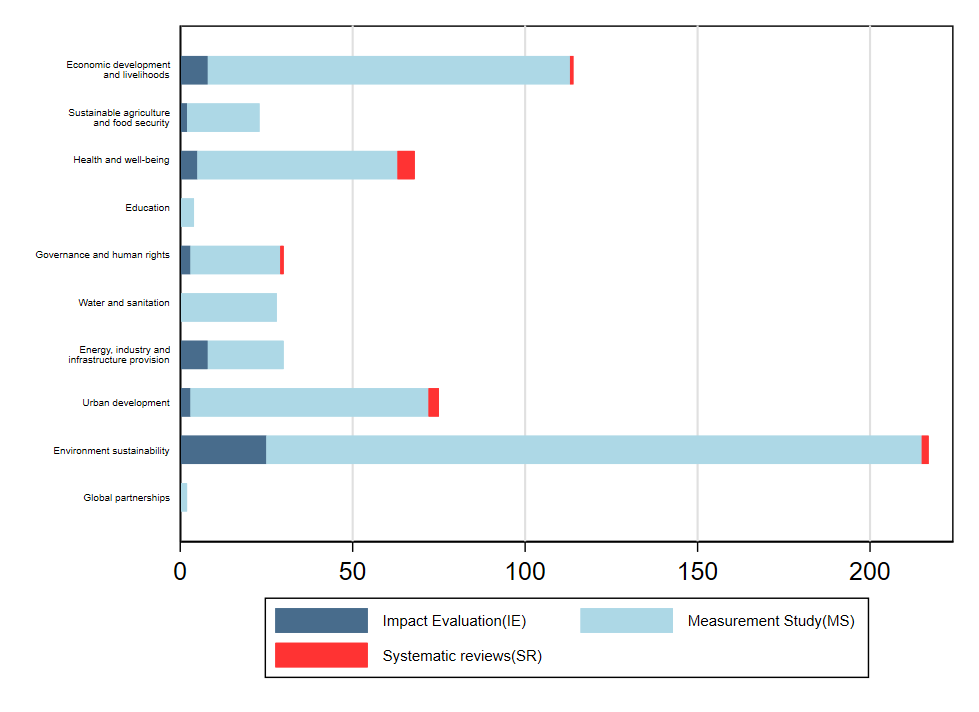 Economic development
and livelihoods
Sustainable agriculture
and food security
Health and well-being
Education
Governance and human rights
Water and sanitation
Energy, industry and
infrastructure provision
Urban development
Environment sustainability
Global partnerships
0 50 100 150 200
Impact Evaluation(IE) Measurement Study(MS)
Systematic reviews(SR)